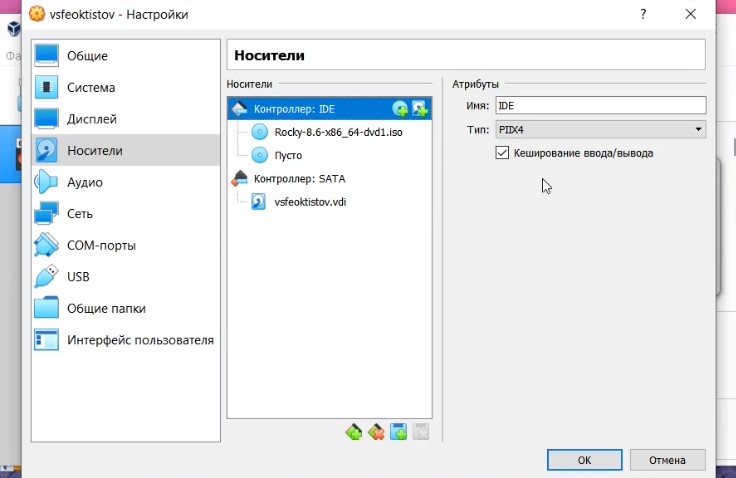 vsfeoktistov - Настройки
?
Общие
Система
Дисплей
Носители
Аудио
Сеть
COM-порты
USB
Общие папки
Интерфейс пользователя
Носители
Носители
Контроллер: IDE
Rocky-8.6-x86_64-dvd1.iso
Пусто
Контроллер: SATA
vsfeoktistov.vdi
Атрибуты
Имя: IDE
Тип: PIIX4
Кеширование ввода/вывода
OK
Отмена